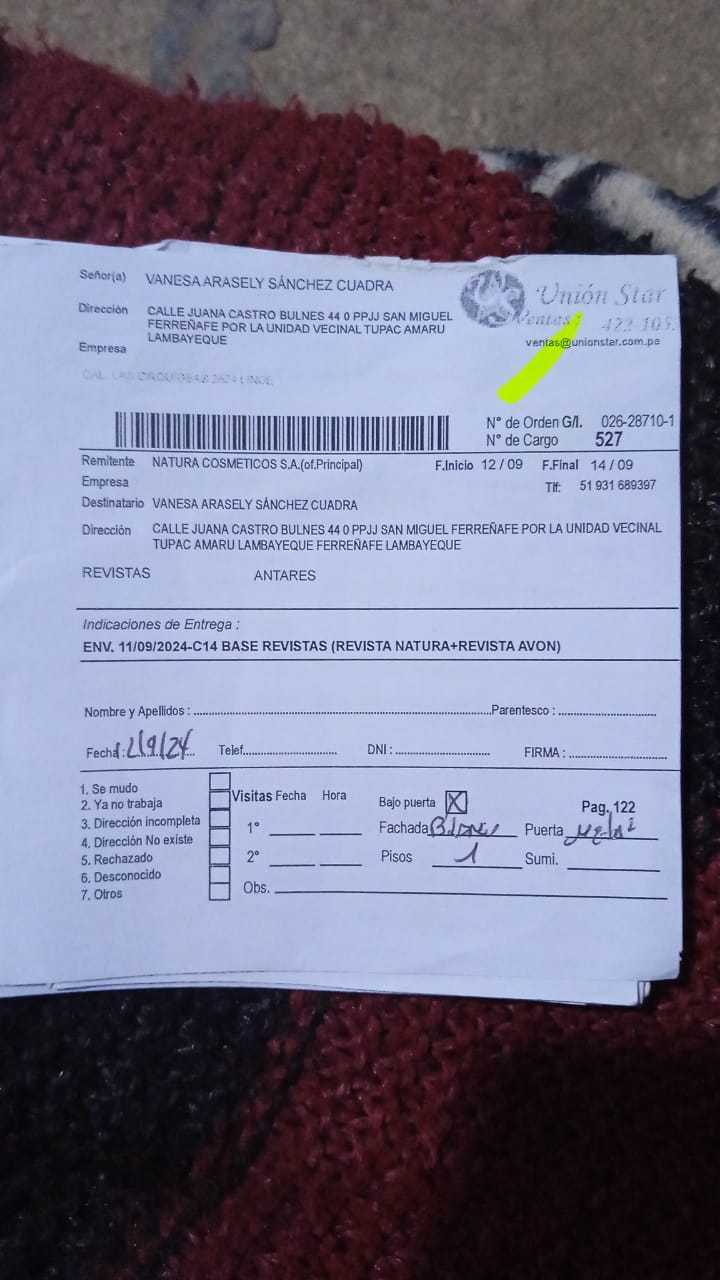 Señor(a) VANESA ARASELY SÁNCHEZ CUADRA
Unión Star
Dirección CALLE JUANA CASTRO BULNES 44 0 PPJJ SAN MIGUEL
FERREÑAFE POR LA UNIDAD VECINAL TUPAC AMARU
LAMBAYEQUE
Ventas: 422-105
ventas@unionstar.com.pe
Empresa
N° de Orden G/I. 026-28710-1
N° de Cargo 527
Remitente NATURA COSMETICOS S.A.(of.Principal) F.Inicio 12 / 09 F.Final 14 / 09
Empresa Tlf: 51 931 689397
Destinatario VANESA ARASELY SÁNCHEZ CUADRA
Dirección CALLE JUANA CASTRO BULNES 44 0 PPJJ SAN MIGUEL FERREÑAFE POR LA UNIDAD VECINAL
TUPAC AMARU LAMBAYEQUE FERREÑAFE LAMBAYEQUE
REVISTAS ANTARES
Indicaciones de Entrega :
ENV. 11/09/2024-C14 BASE REVISTAS (REVISTA NATURA+REVISTA AVON)
Nombre y Apellidos : Parentesco :
Fecha: 12/9/24 Telef. DNI : FIRMA :
1. Se mudo
2. Ya no trabaja
3. Dirección incompleta
4. Dirección No existe
5. Rechazado
6. Desconocido
7. Otros
Visitas Fecha Hora
1°
2°
Obs.
Bajo puerta X
Pag. 122
Fachada Puerta
Pisos 1 Sumi.